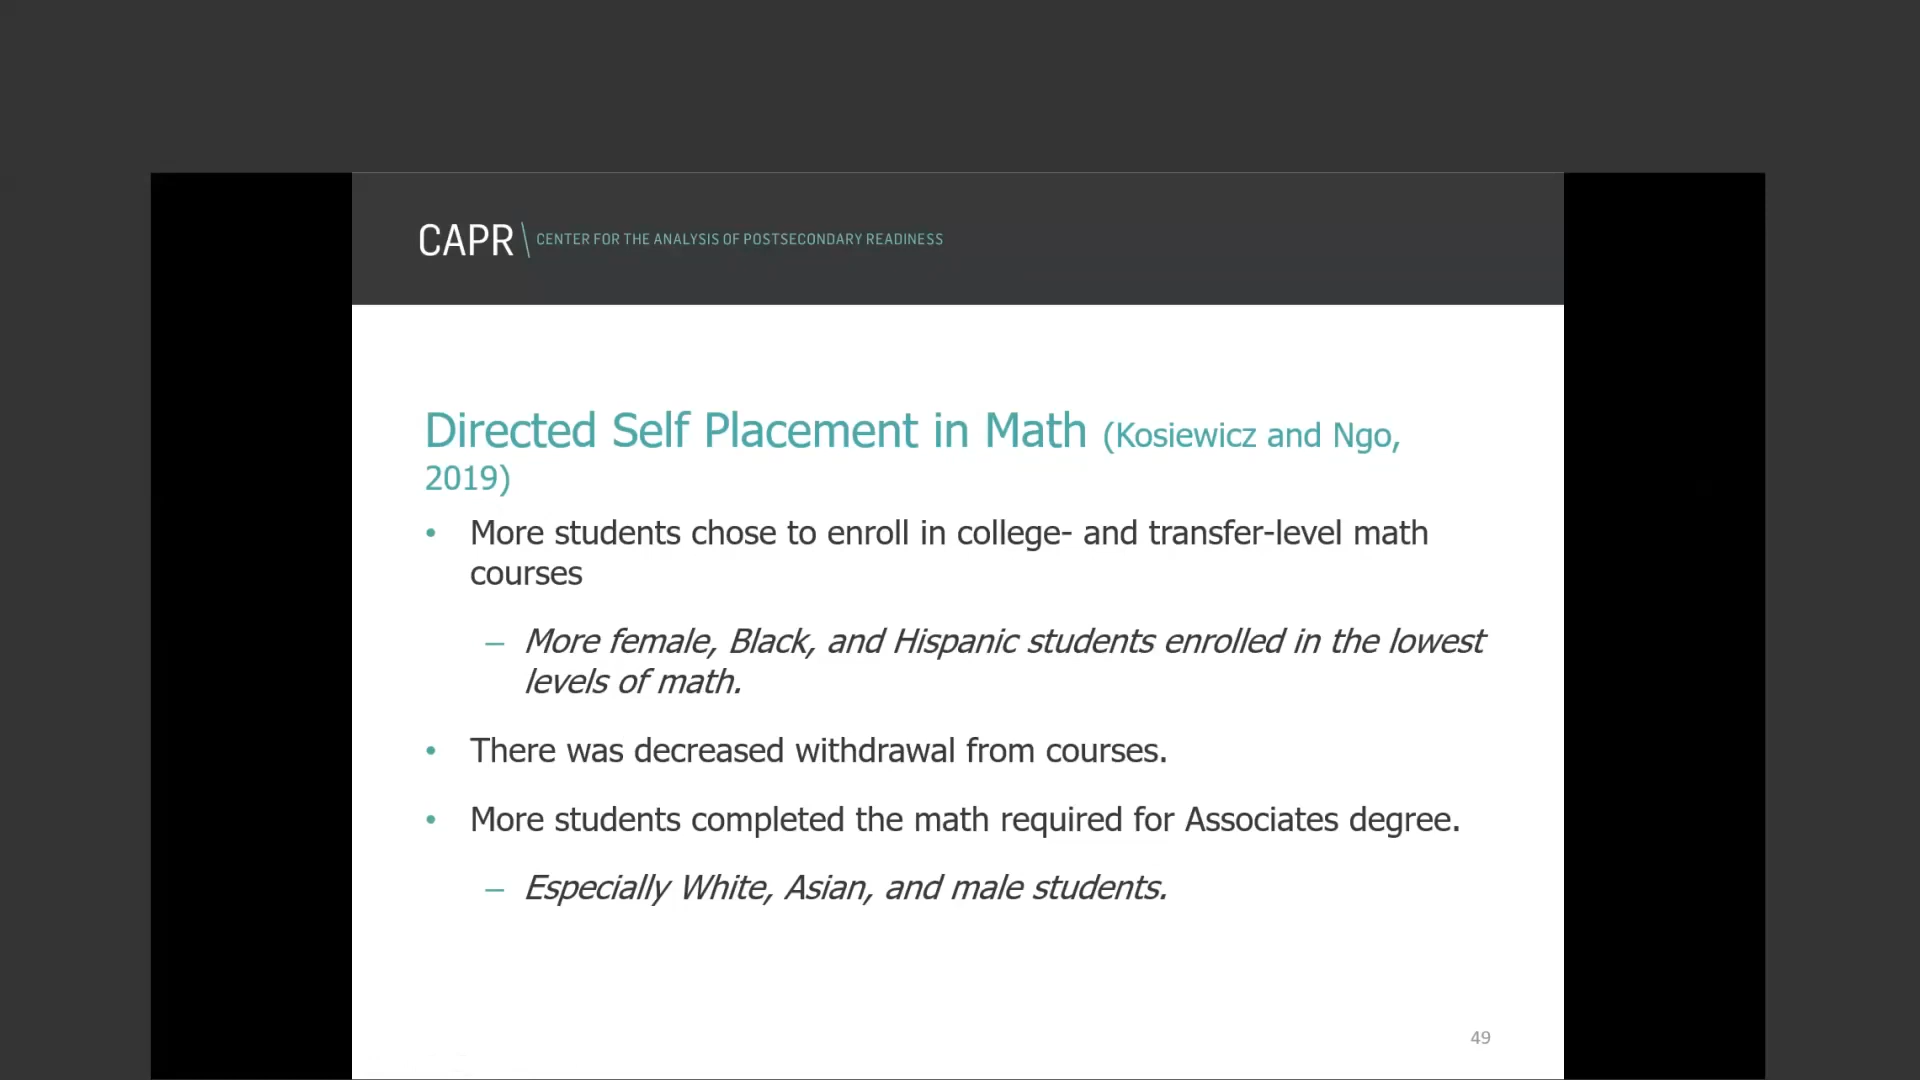 CAPR \ CENTER FOR THE ANALYSIS OF POSTSECONDARY READINESS
Directed Self Placement in Math (Kosiewicz and Ngo,
2019)
• More students chose to enroll in college- and transfer-level math
courses
– More female, Black, and Hispanic students enrolled in the lowest
levels of math.
• There was decreased withdrawal from courses.
• More students completed the math required for Associates degree.
– Especially White, Asian, and male students.
49